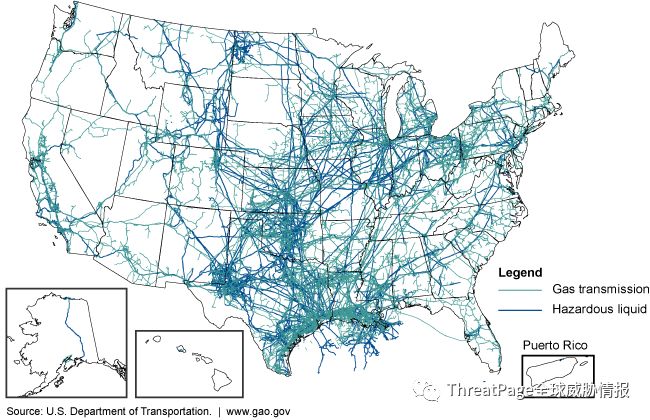 Legend
Gas transmission
Hazardous liquid
Puerto Rico
ThreatPage全球威胁情报
Source: U.S. Department of Transportation. | www.gao.gov